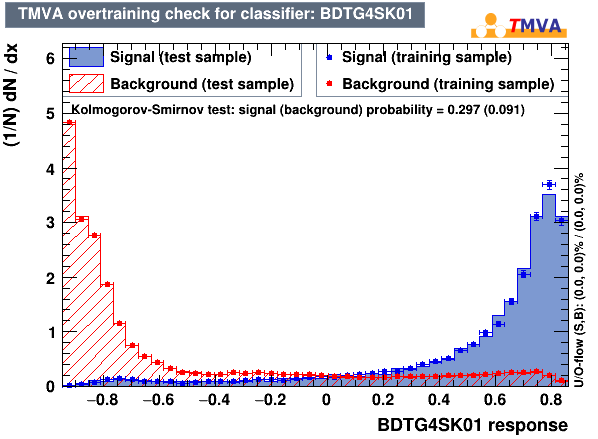 TMVA overtraining check for classifier: BDTG4SK01
TMVA
Signal (test sample)
Background (test sample)
Signal (training sample)
Background (training sample)
Kolmogorov-Smirnov test: signal (background) probability = 0.297 (0.091)
(1/N) dN / dx
6
5
4
3
2
1
0
−0.8 −0.6 −0.4 −0.2 0 0.2 0.4 0.6 0.8
BDTG4SK01 response
U/O-flow (S,B): (0.0, 0.0)% / (0.0, 0.0)%